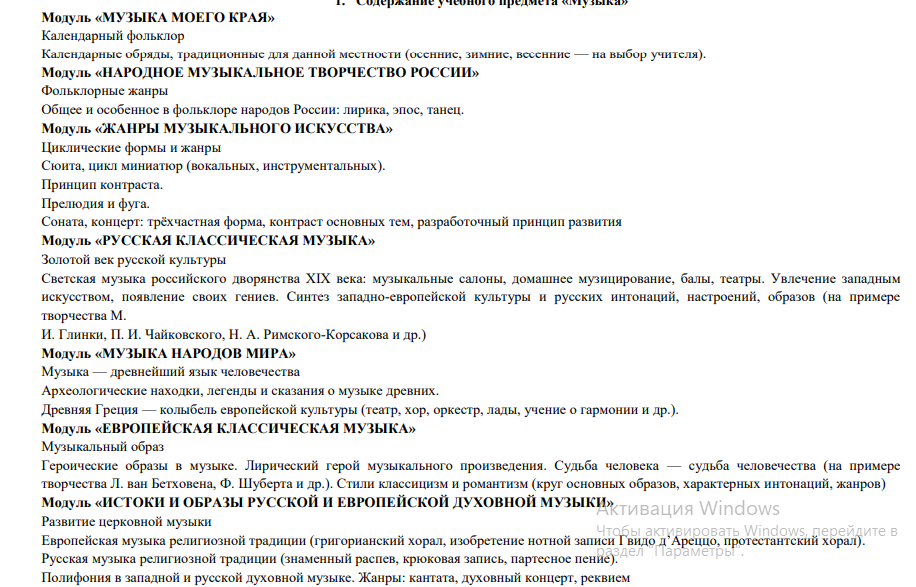 1. Содержание учебного предмета «Музыка»
Модуль «МУЗЫКА МОЕГО КРАЯ»
Календарный фольклор
Календарные обряды, традиционные для данной местности (осенние, зимние, весенние — на выбор учителя).
Модуль «НАРОДНОЕ МУЗЫКАЛЬНОЕ ТВОРЧЕСТВО РОССИИ»
Фольклорные жанры
Общее и особенное в фольклоре народов России: лирика, эпос, танец.
Модуль «ЖАНРЫ МУЗЫКАЛЬНОГО ИСКУССТВА»
Циклические формы и жанры
Сюита, цикл миниатюр (вокальных, инструментальных).
Принцип контраста.
Прелюдия и фуга.
Соната, концерт: трёхчастная форма, контраст основных тем, разработочный принцип развития
Модуль «РУССКАЯ КЛАССИЧЕСКАЯ МУЗЫКА»
Золотой век русской культуры
Светская музыка российского дворянства XIX века: музыкальные салоны, домашнее музицирование, балы, театры. Увлечение западным
искусством, появление своих гениев. Синтез западно-европейской культуры и русских интонаций, настроений, образов (на примере
творчества М.
И. Глинки, П. И. Чайковского, Н. А. Римского-Корсакова и др.)
Модуль «МУЗЫКА НАРОДОВ МИРА»
Музыка — древнейший язык человечества
Археологические находки, легенды и сказания о музыке древних.
Древняя Греция — колыбель европейской культуры (театр, хор, оркестр, лады, учение о гармонии и др.).
Модуль «ЕВРОПЕЙСКАЯ КЛАССИЧЕСКАЯ МУЗЫКА»
Музыкальный образ
Героические образы в музыке. Лирический герой музыкального произведения. Судьба человека — судьба человечества (на примере
творчества Л. ван Бетховена, Ф. Шуберта и др.). Стили классицизм и романтизм (круг основных образов, характерных интонаций, жанров)
Модуль «ИСТОКИ И ОБРАЗЫ РУССКОЙ И ЕВРОПЕЙСКОЙ ДУХОВНОЙ МУЗЫКИ»
Активация Windows
Развитие церковной музыки
Чтобы активировать Windows, перейдите в
Европейская музыка религиозной традиции (григорианский хорал, изобретение нотной записи Гвидо д’Ареццо, протестантский хорал).
раздел "Параметры".
Русская музыка религиозной традиции (знаменный распев, крюковая запись, партесное пение).
Полифония в западной и русской духовной музыке. Жанры: кантата, духовный концерт, реквием